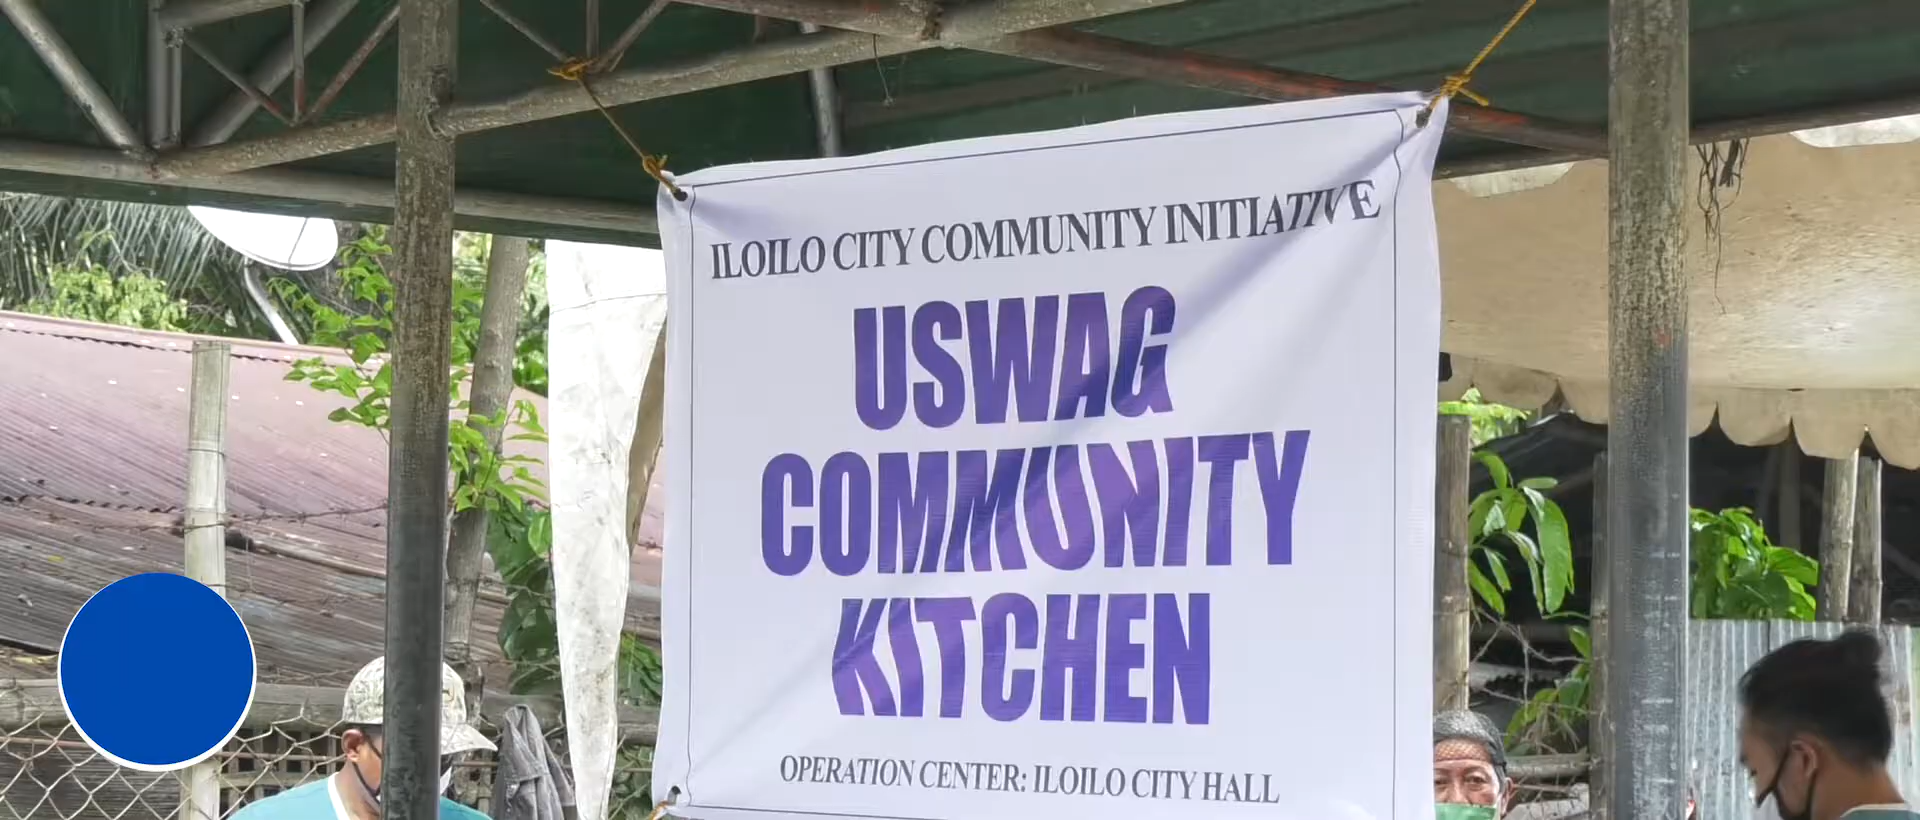 ILOILO CITY COMMUNITY INITIATIVE
USWAG
COMMUNITY
KITCHEN
OPERATION CENTER: ILOILO CITY HALL